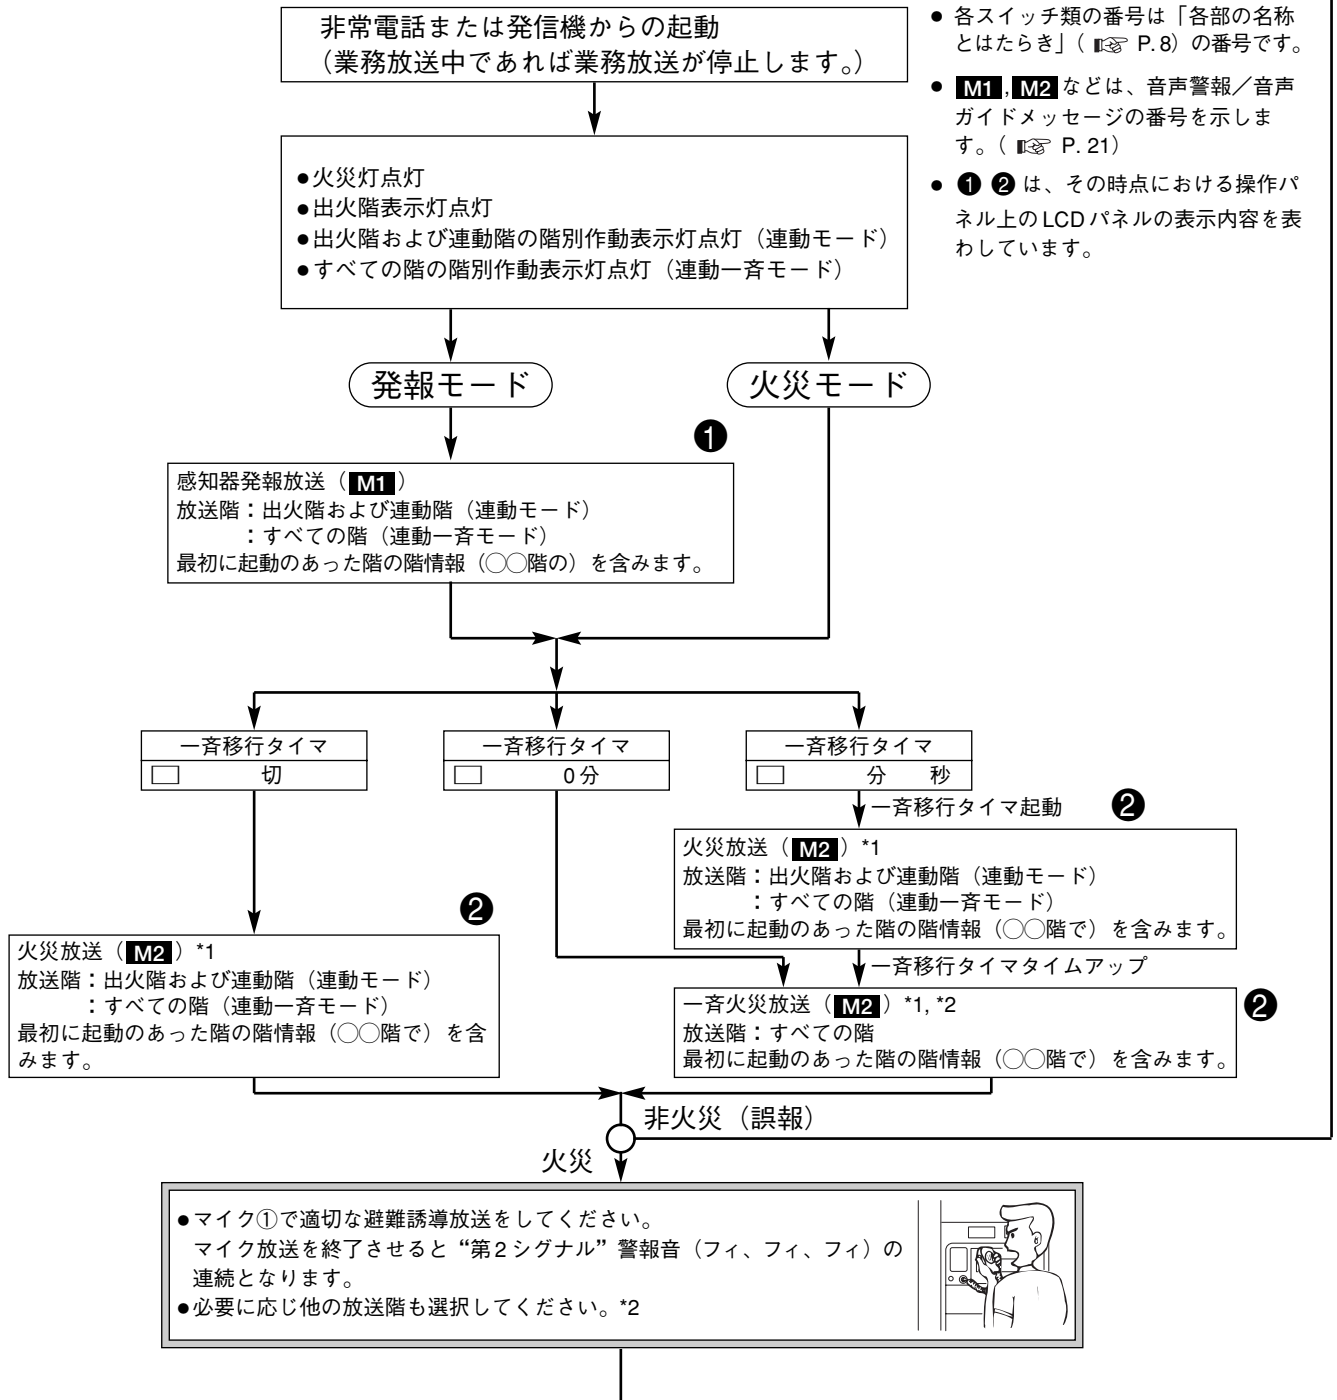 非常電話または発信機からの起動
（業務放送中であれば業務放送が停止します。）
● 各スイッチ類の番号は「各部の名称
とはたらき」（☞ P. 8）の番号です。
● M1 , M2 などは、音声警報／音声
ガイドメッセージの番号を示しま
す。（☞ P. 21）
● ❶ ❷ は、その時点における操作パ
ネル上のLCDパネルの表示内容を表
わしています。
●火災灯点灯
●出火階表示灯点灯
●出火階および連動階の階別作動表示灯点灯（連動モード）
●すべての階の階別作動表示灯点灯（連動一斉モード）
発報モード
火災モード
❶
感知器発報放送（ M1 ）
放送階：出火階および連動階（連動モード）
：すべての階（連動一斉モード）
最初に起動のあった階の階情報（○○階の）を含みます。
一斉移行タイマ
□ 切
一斉移行タイマ
□ 0分
一斉移行タイマ
□ 分 秒
一斉移行タイマ起動
❷
火災放送（ M2 ）*1
放送階：出火階および連動階（連動モード）
：すべての階（連動一斉モード）
最初に起動のあった階の階情報（○○階で）を含みます。
❷
火災放送（ M2 ）*1
放送階：出火階および連動階（連動モード）
：すべての階（連動一斉モード）
最初に起動のあった階の階情報（○○階で）を含
みます。
一斉移行タイマタイムアップ
一斉火災放送（ M2 ）*1, *2
放送階：すべての階
最初に起動のあった階の階情報（○○階で）を含みます。
❷
非火災（誤報）
火災
●マイク①で適切な避難誘導放送をしてください。
マイク放送を終了させると“第2シグナル”警報音（フィ、フィ、フィ）の
連続となります。
●必要に応じ他の放送階も選択してください。*2